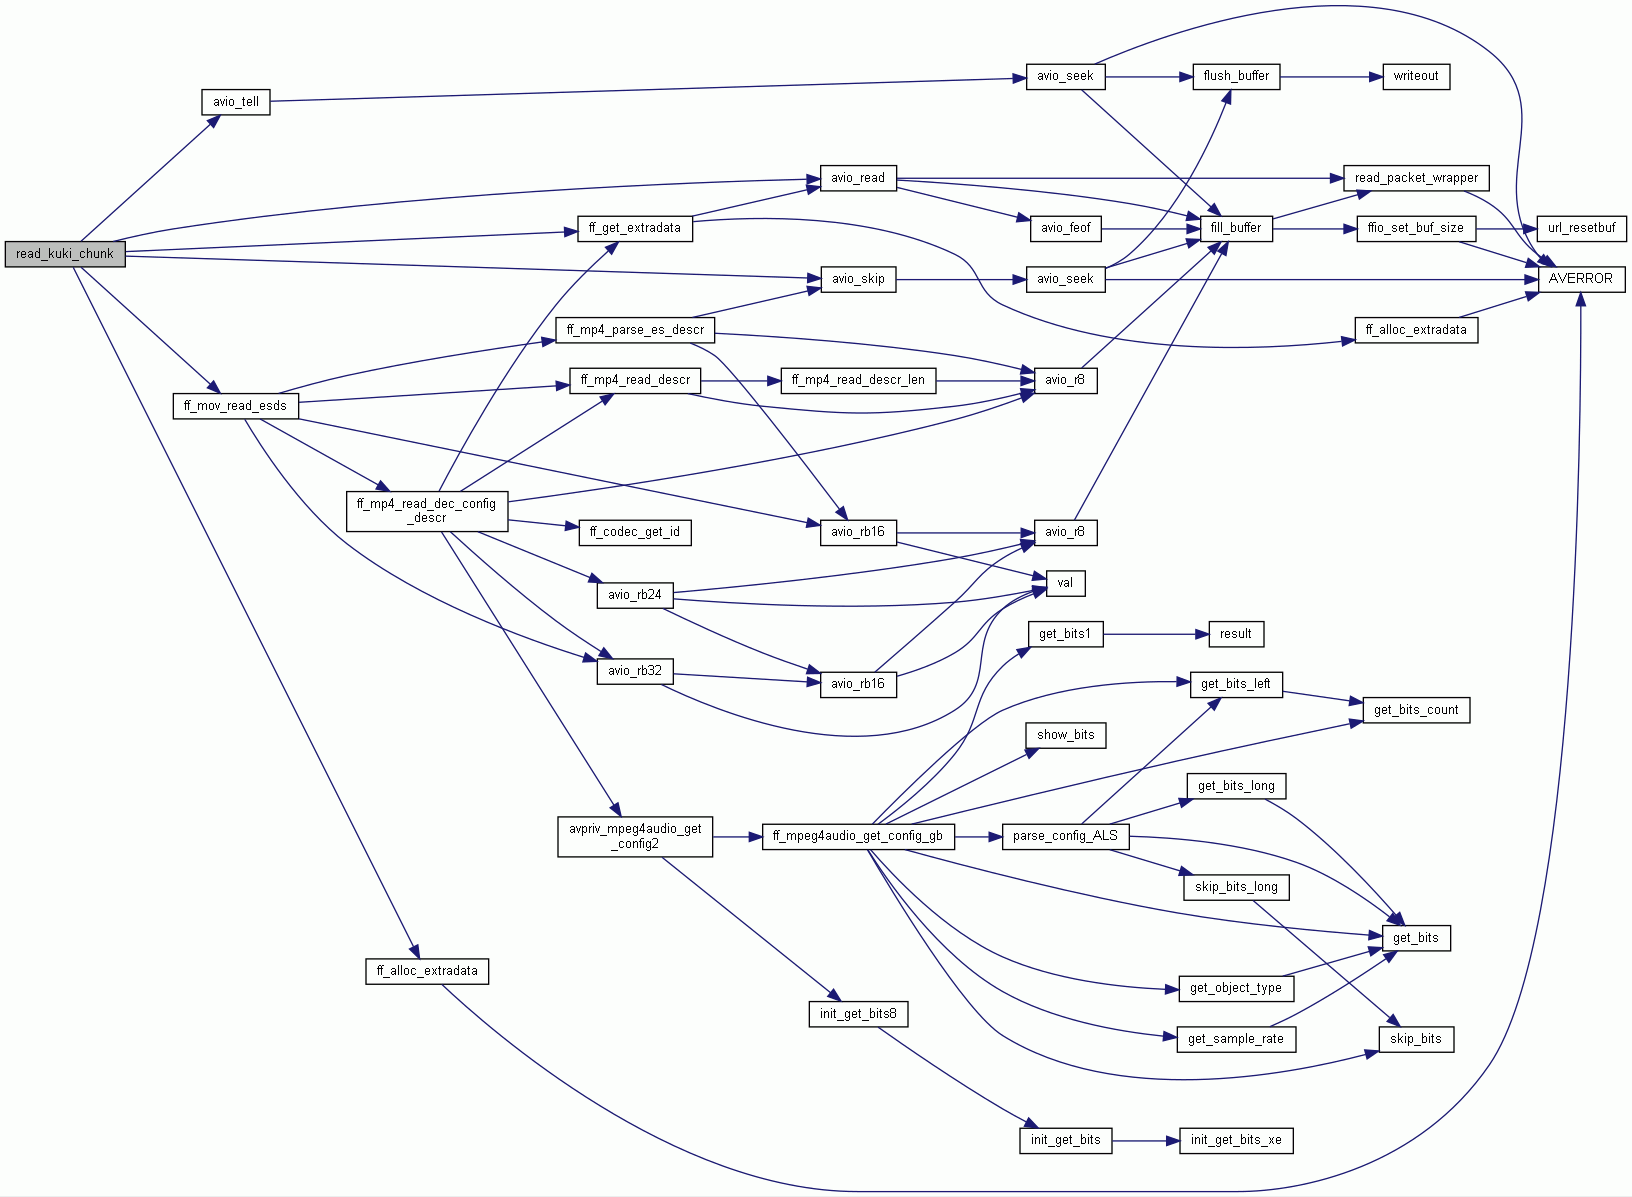 avio_seek
flush_buffer
writeout
avio_tell
avio_read
read_packet_wrapper
ff_get_extradata
avio_feof
fill_buffer
ffio_set_buf_size
url_resetbuf
read_kuki_chunk
avio_skip
avio_seek
AVERROR
ff_mp4_parse_es_descr
ff_alloc_extradata
ff_mp4_read_descr
ff_mp4_read_descr_len
avio_r8
ff_mov_read_esds
ff_mp4_read_dec_config
_descr
ff_codec_get_id
avio_rb16
avio_r8
avio_rb24
val
get_bits1
result
avio_rb32
avio_rb16
get_bits_left
get_bits_count
show_bits
get_bits_long
avpriv_mpeg4audio_get
_config2
ff_mpeg4audio_get_config_gb
parse_config_ALS
skip_bits_long
get_bits
ff_alloc_extradata
get_object_type
init_get_bits8
get_sample_rate
skip_bits
init_get_bits
init_get_bits_xe